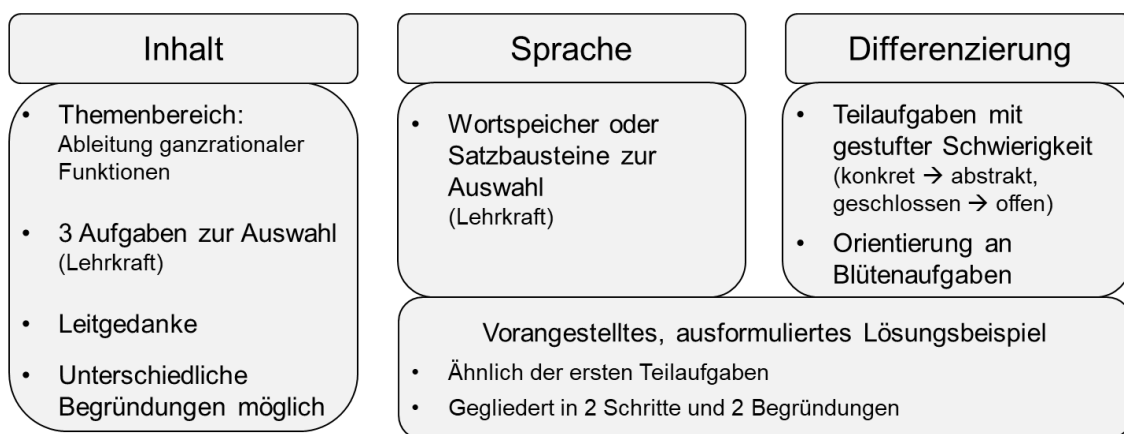 Inhalt
• Themenbereich:
Ableitung ganzrationaler
Funktionen
• 3 Aufgaben zur Auswahl
(Lehrkraft)
• Leitgedanke
• Unterschiedliche
Begründungen möglich
Sprache
• Wortspeicher oder
Satzbausteine zur
Auswahl
(Lehrkraft)
Differenzierung
• Teilaufgaben mit
gestufter Schwierigkeit
(konkret → abstrakt,
geschlossen → offen)
• Orientierung an
Blütenaufgaben
Vorangestelltes, ausformuliertes Lösungsbeispiel
• Ähnlich der ersten Teilaufgaben
• Gegliedert in 2 Schritte und 2 Begründungen